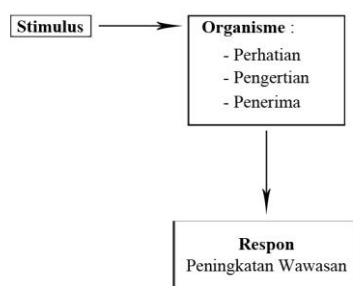 Stimulus
Organisme :
- Perhatian
- Pengertian
- Penerima
Respon
Peningkatan Wawasan